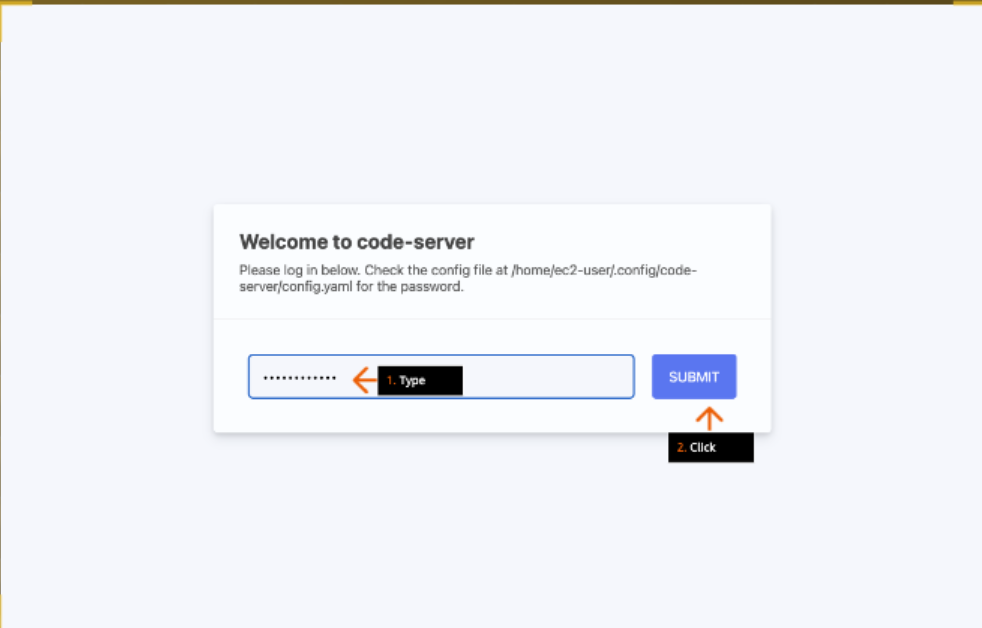 Welcome to code-server
Please log in below. Check the config file at /home/ec2-user/.config/code-
server/config.yaml for the password.
••••••••••••
1. Type
SUBMIT
2. Click